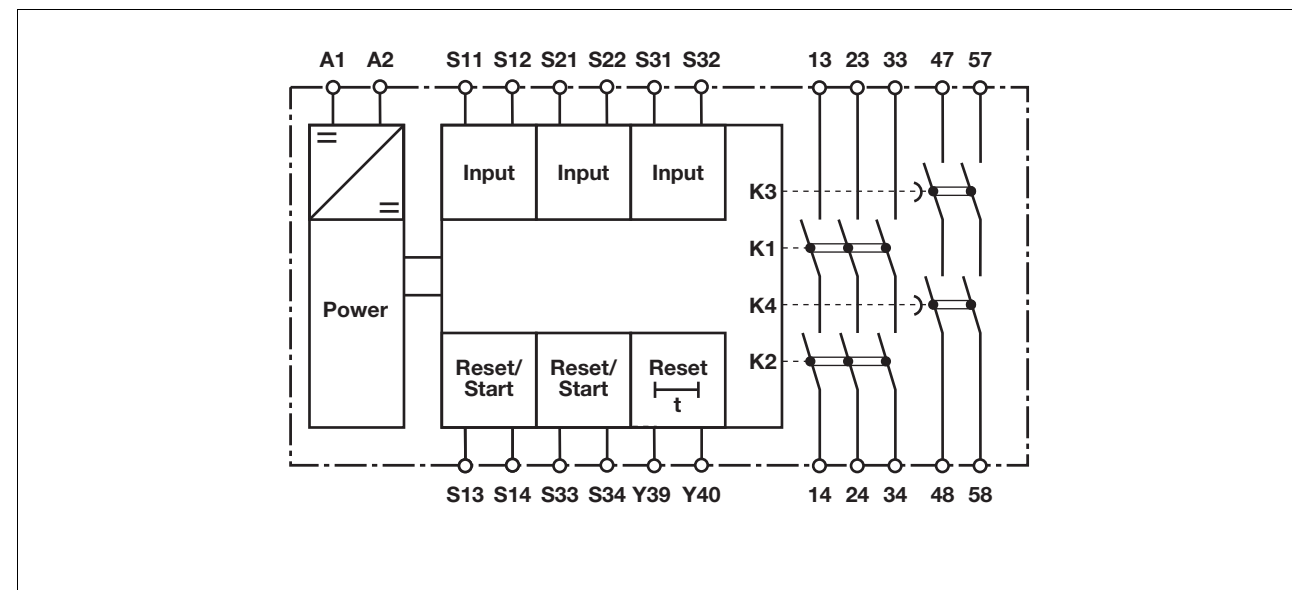 A1 A2 S11 S12 S21 S22 S31 S32 13 23 33 47 57
Input Input Input
K3
K1
K4
Power
K2
Reset/ Reset/ Reset
Start Start t
S13 S14 S33 S34 Y39 Y40 14 24 34 48 58